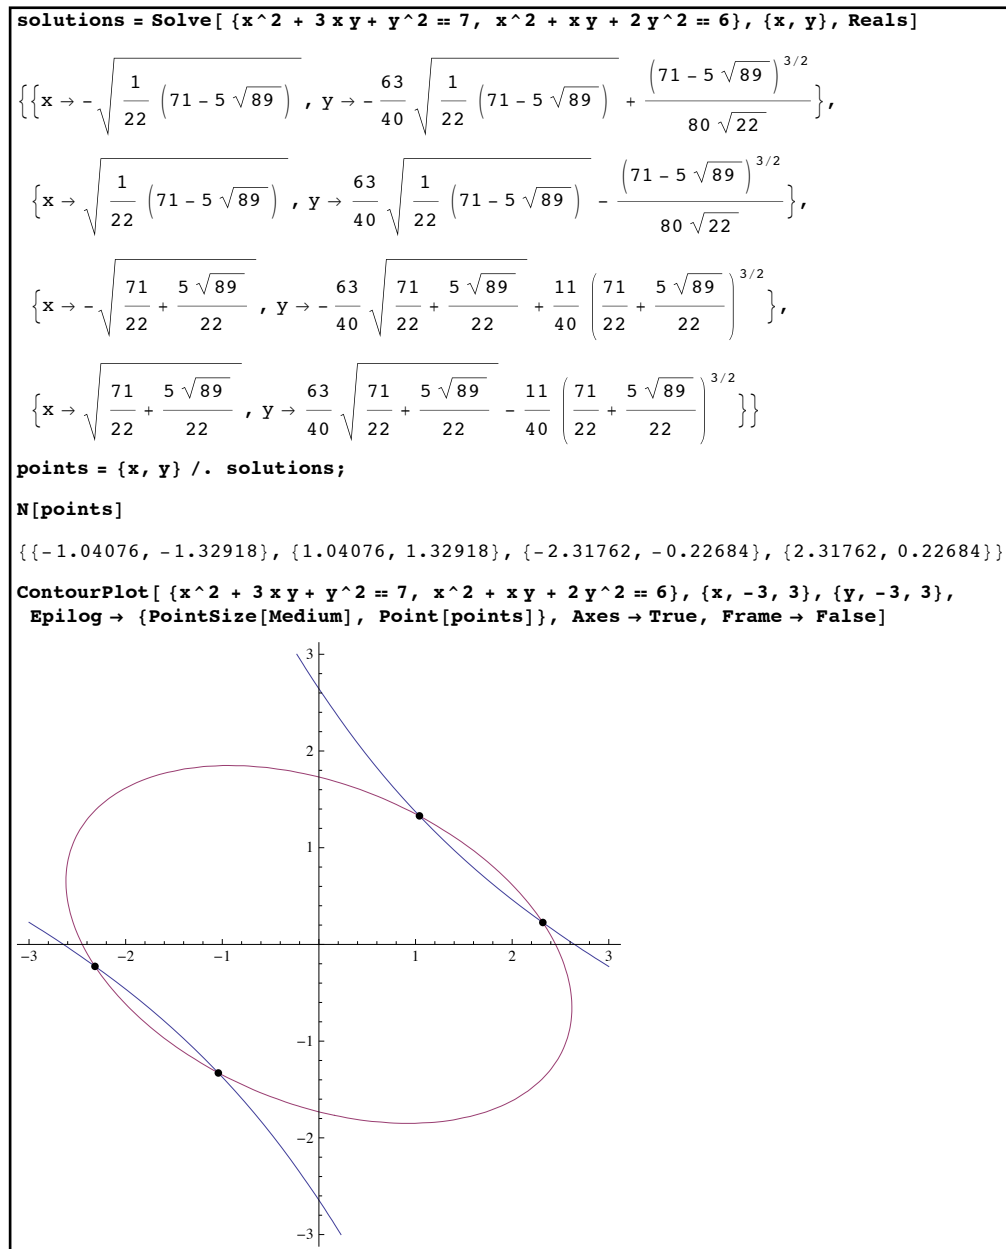 solutions = Solve[ {x^2 + 3 x y + y^2 == 7, x^2 + x y + 2 y^2 == 6}, {x, y}, Reals]
{{x → -√(1/22 (71 - 5 √89)), y → -63/40 √(1/22 (71 - 5 √89)) + (71 - 5 √89)^(3/2)/(80 √22)},
{x → √(1/22 (71 - 5 √89)), y → 63/40 √(1/22 (71 - 5 √89)) - (71 - 5 √89)^(3/2)/(80 √22)},
{x → -√(71/22 + (5 √89)/22), y → -63/40 √(71/22 + (5 √89)/22) + 11/40 (71/22 + (5 √89)/22)^(3/2)},
{x → √(71/22 + (5 √89)/22), y → 63/40 √(71/22 + (5 √89)/22) - 11/40 (71/22 + (5 √89)/22)^(3/2)}}
points = {x, y} /. solutions;
N[points]
{{-1.04076, -1.32918}, {1.04076, 1.32918}, {-2.31762, -0.22684}, {2.31762, 0.22684}}
ContourPlot[ {x^2 + 3 x y + y^2 == 7, x^2 + x y + 2 y^2 == 6}, {x, -3, 3}, {y, -3, 3},
Epilog → {PointSize[Medium], Point[points]}, Axes → True, Frame → False]
3
2
1
-3 -2 -1 1 2 3
-1
-2
-3